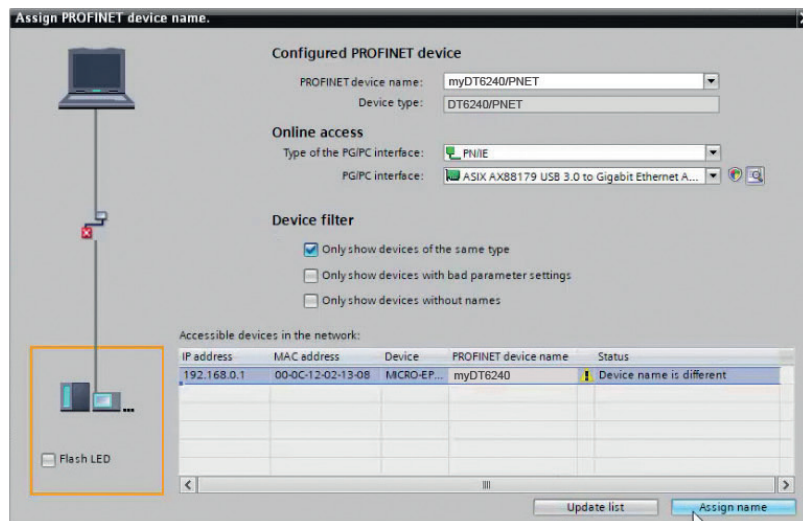 Assign PROFINET device name.
Configured PROFINET device
PROFINET device name: myDT6240/PNET
Device type: DT6240/PNET
Online access
Type of the PG/PC interface: PN/IE
PG/PC interface: ASIX AX88179 USB 3.0 to Gigabit Ethernet A...
Device filter
Only show devices of the same type
Only show devices with bad parameter settings
Only show devices without names
Accessible devices in the network:
IP address MAC address Device PROFINET device name Status
192.168.0.1 00-0C-12-02-13-08 MICRO-EP... myDT6240 Device name is different
Flash LED
Update list Assign name